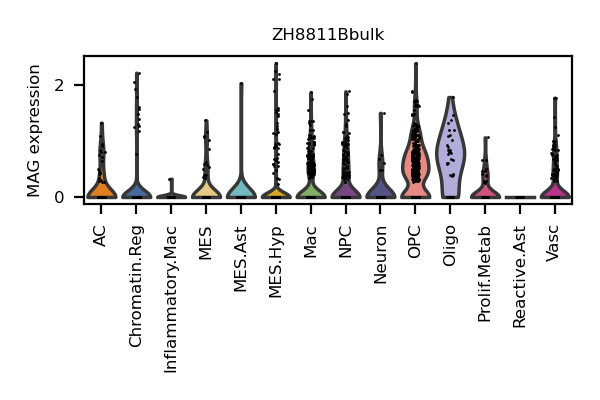 ZH8811Bbulk
MAG expression
2
0
AC
Chromatin.Reg
Inflammatory.Mac
MES
MES.Ast
MES.Hyp
Mac
NPC
Neuron
OPC
Oligo
Prolif.Metab
Reactive.Ast
Vasc